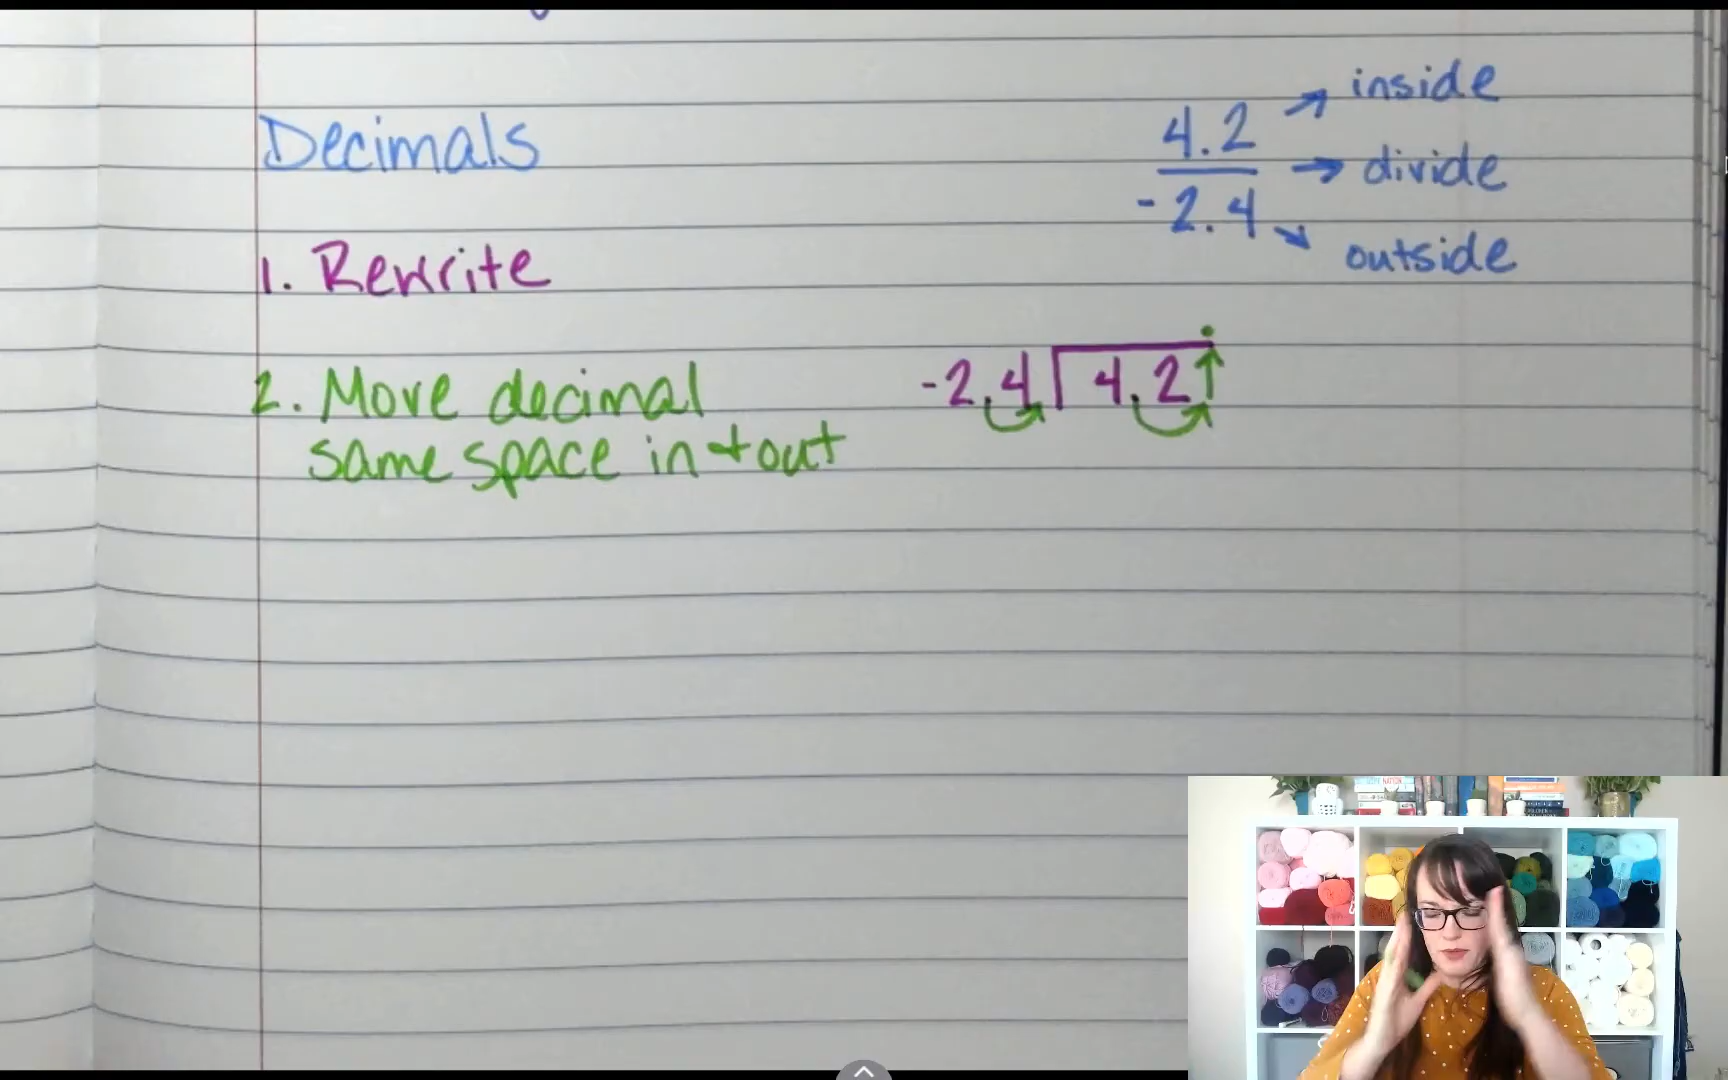 Decimals
4.2 → inside
→ divide
-2.4 → outside
1. Rewrite
2. Move decimal
same space in + out
-2.4 4.2